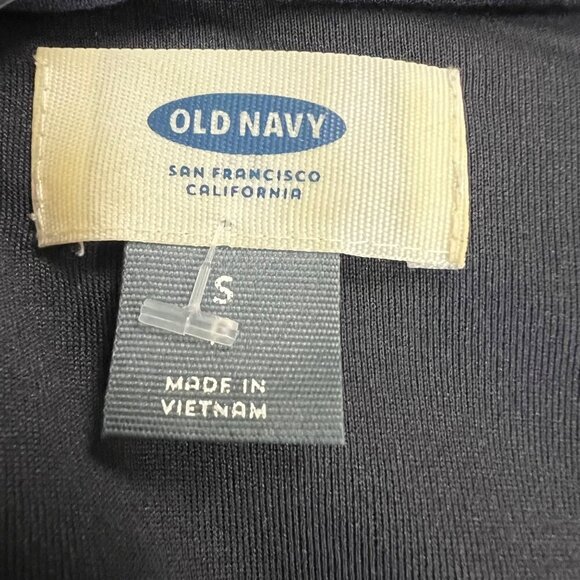 OLD NAVY
SAN FRANCISCO
CALIFORNIA
S
MADE IN
VIETNAM